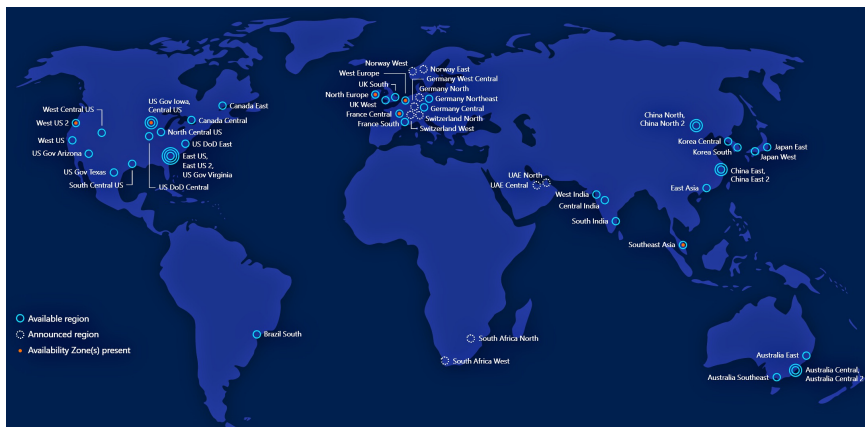 Norway West
Norway East
West Europe
Germany West Central
UK South
Germany North
North Europe
Germany Northeast
UK West
Germany Central
France Central
Switzerland North
France South
Switzerland West
West Central US
US Gov Iowa,
Central US
Canada East
West US 2
Canada Central
North Central US
West US
US DoD East
US Gov Arizona
East US,
East US 2,
US Gov Virginia
US Gov Texas
South Central US
US DoD Central
China North,
China North 2
Korea Central
Korea South
Japan East
Japan West
China East,
China East 2
UAE North
UAE Central
West India
Central India
East Asia
South India
Southeast Asia
Available region
Announced region
Availability Zone(s) present
Brazil South
South Africa North
South Africa West
Australia East
Australia Central,
Australia Central 2
Australia Southeast